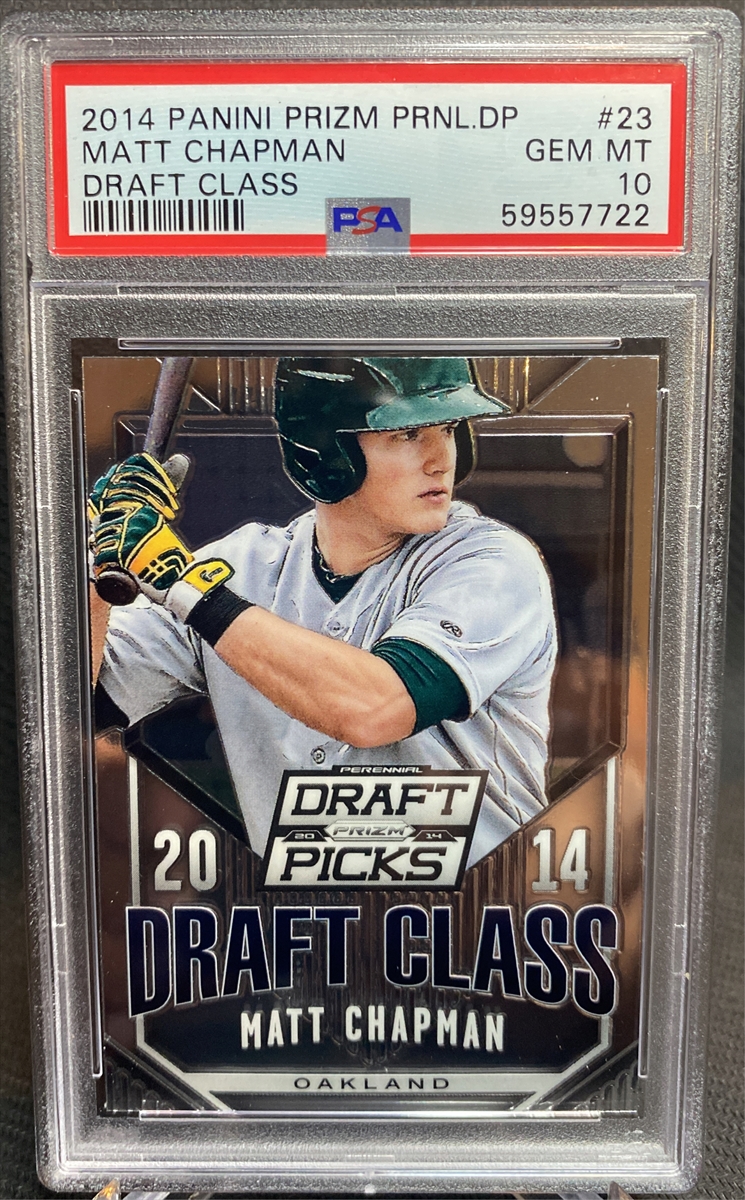 2014 PANINI PRIZM PRNL.DP #23
MATT CHAPMAN GEM MT
DRAFT CLASS 10
PSA 59557722
PERENNIAL
DRAFT
20 PRIZM 14
PICKS
20 14
DRAFT CLASS
MATT CHAPMAN
OAKLAND